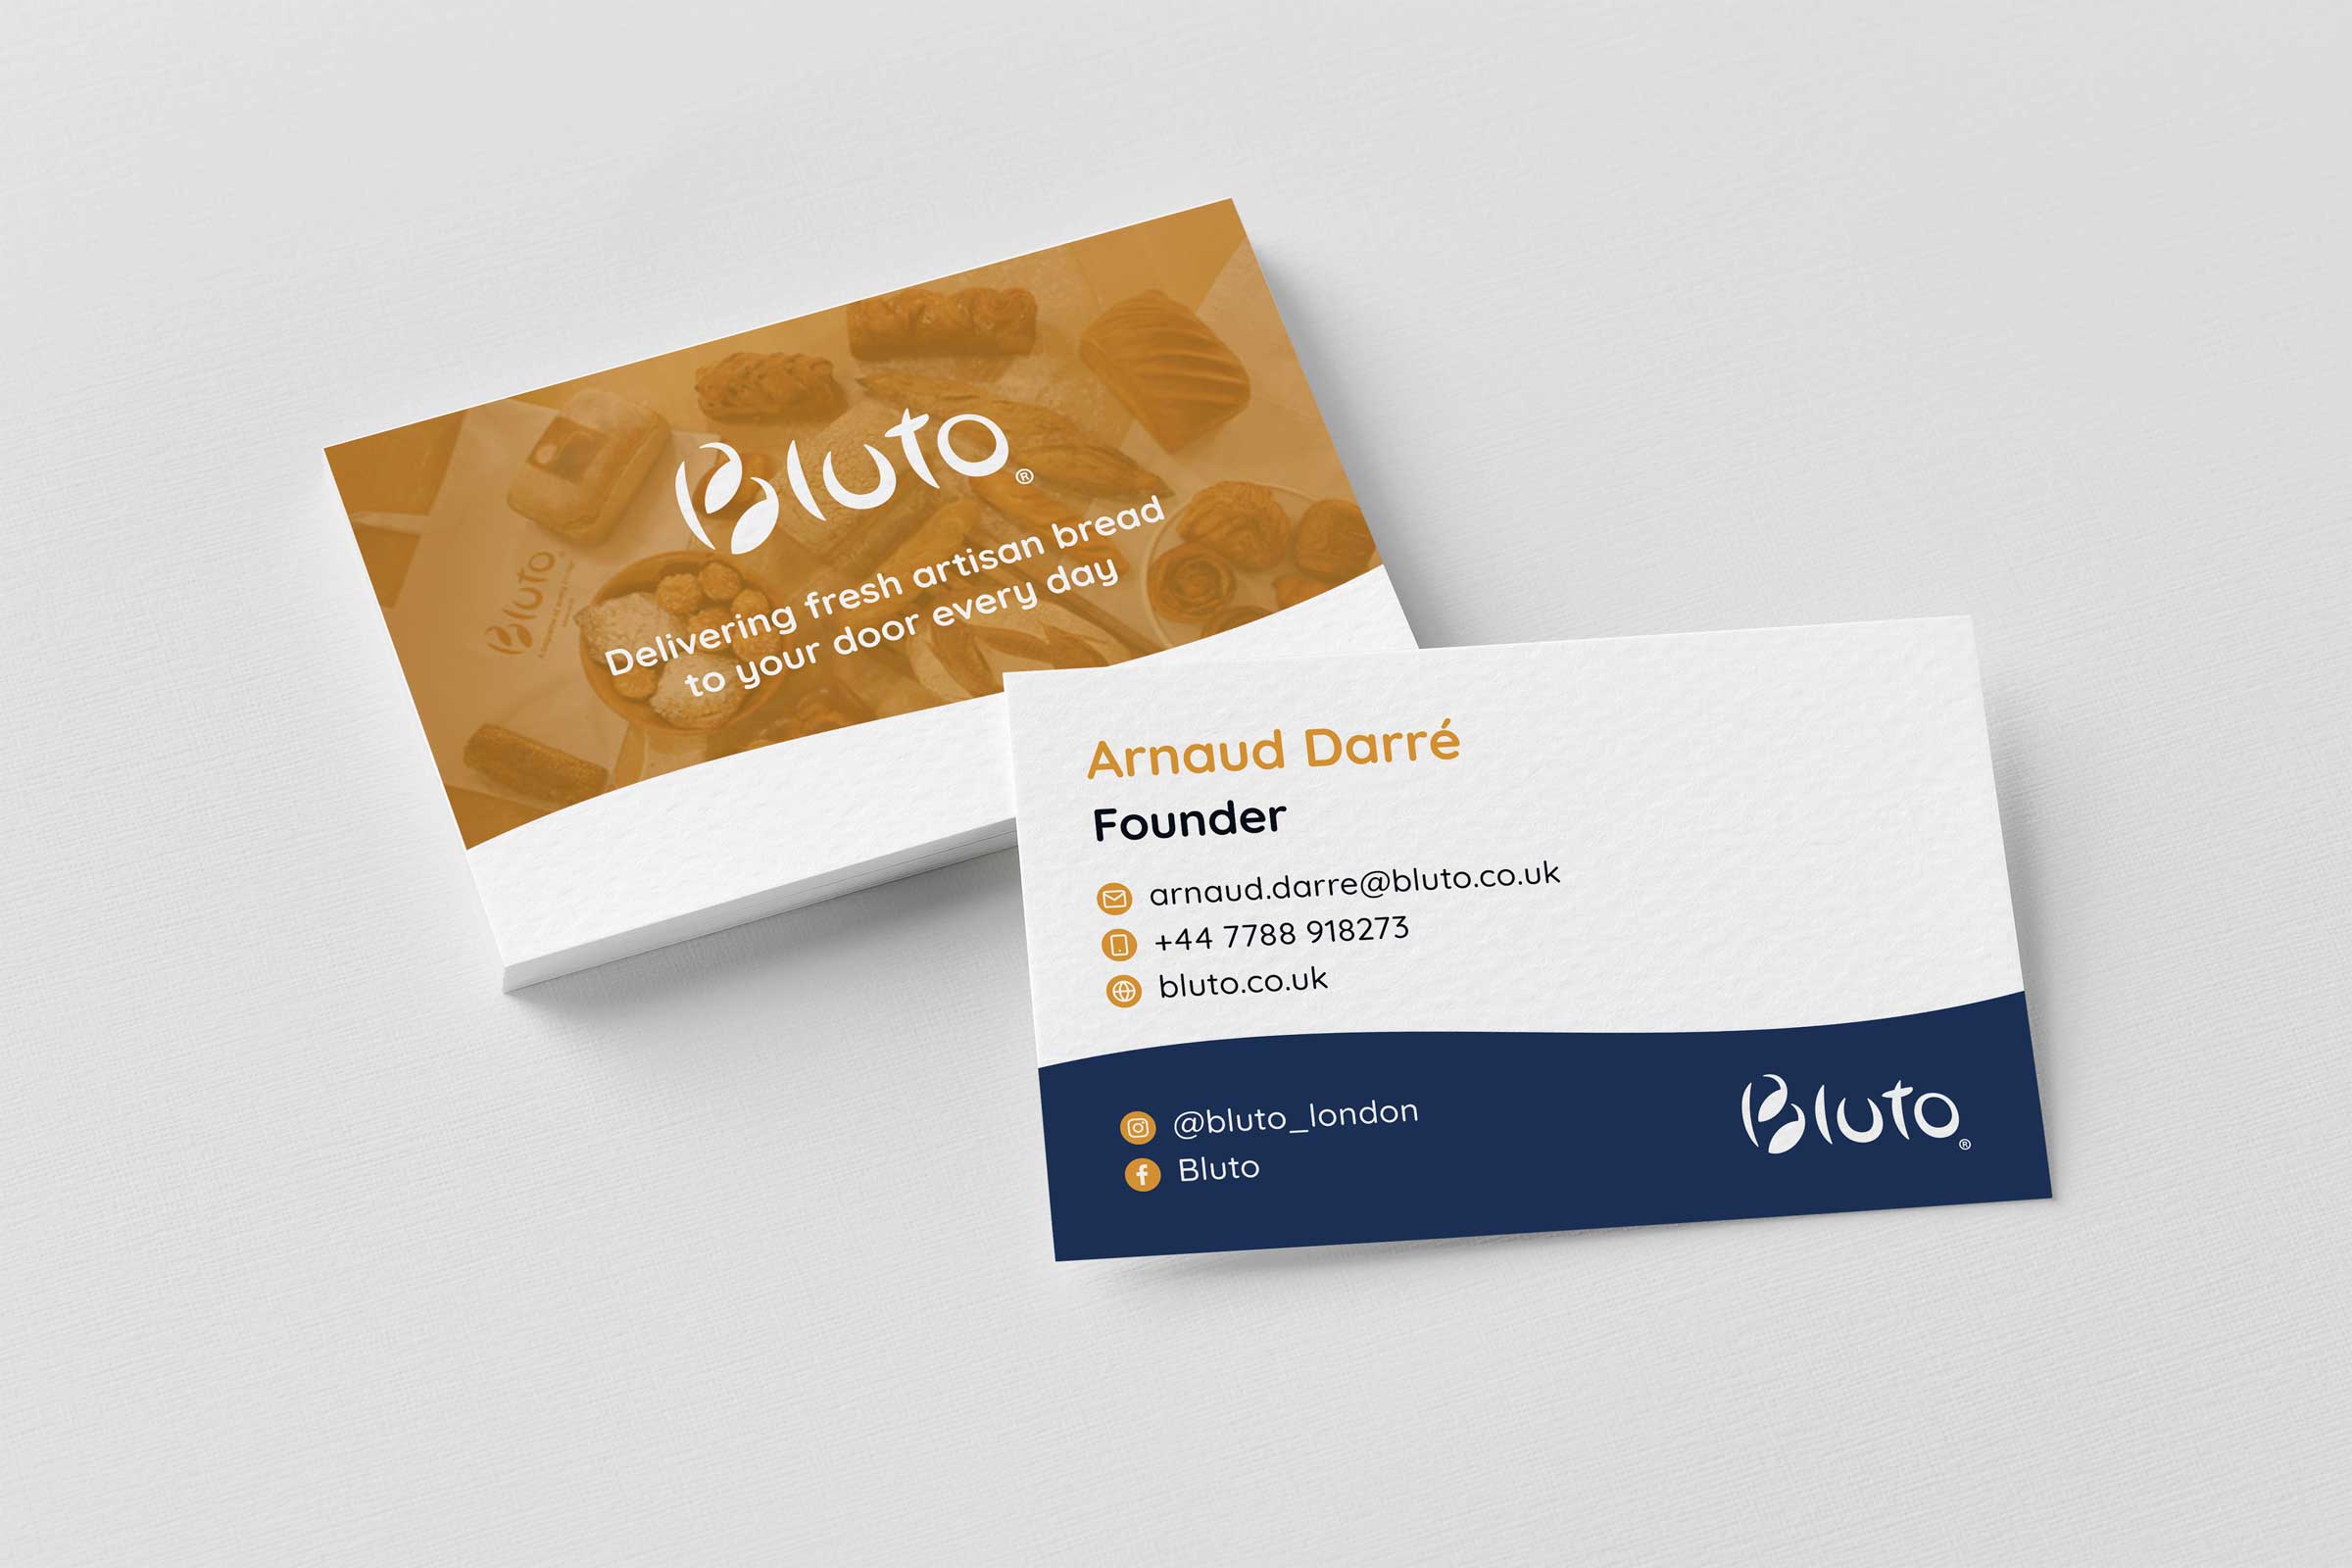 Bluto®
Delivering fresh artisan bread
to your door every day
Bluto
Arnaud Darré
Founder
arnaud.darre@bluto.co.uk
+44 7788 918273
bluto.co.uk
@bluto_london
Bluto
Bluto®